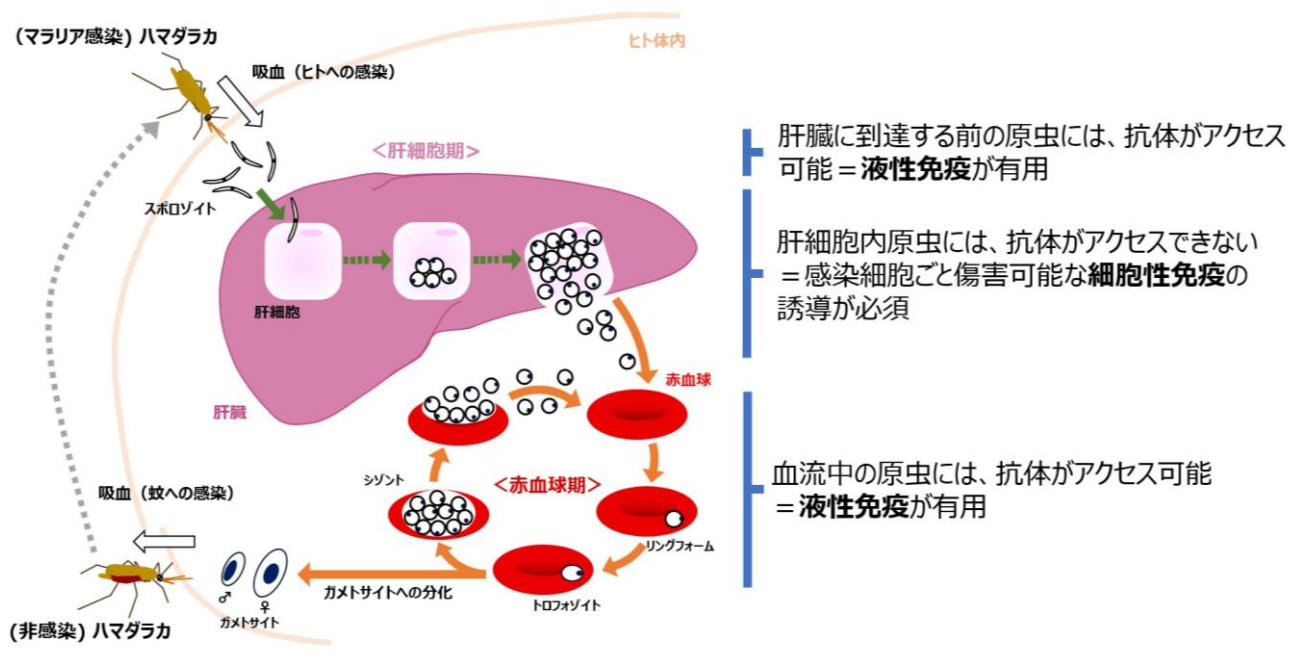 (マラリア感染) ハマダラカ
ヒト体内
吸血（ヒトへの感染）
<肝細胞期>
スポロゾイト
肝細胞
肝臓
赤血球
シゾント
<赤血球期>
リングフォーム
トロフォゾイト
ガメトサイトへの分化
吸血（蚊への感染）
♂
♀
ガメトサイト
(非感染) ハマダラカ
肝臓に到達する前の原虫には、抗体がアクセス
可能＝液性免疫が有用
肝細胞内原虫には、抗体がアクセスできない
＝感染細胞ごと傷害可能な細胞性免疫の
誘導が必須
血流中の原虫には、抗体がアクセス可能
＝液性免疫が有用